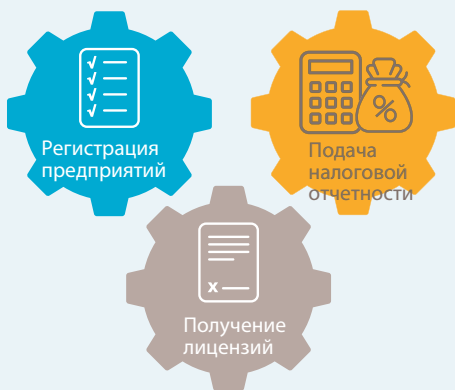 Регистрация
предприятий
%
Подача
налоговой
отчетности
x
Получение
лицензий